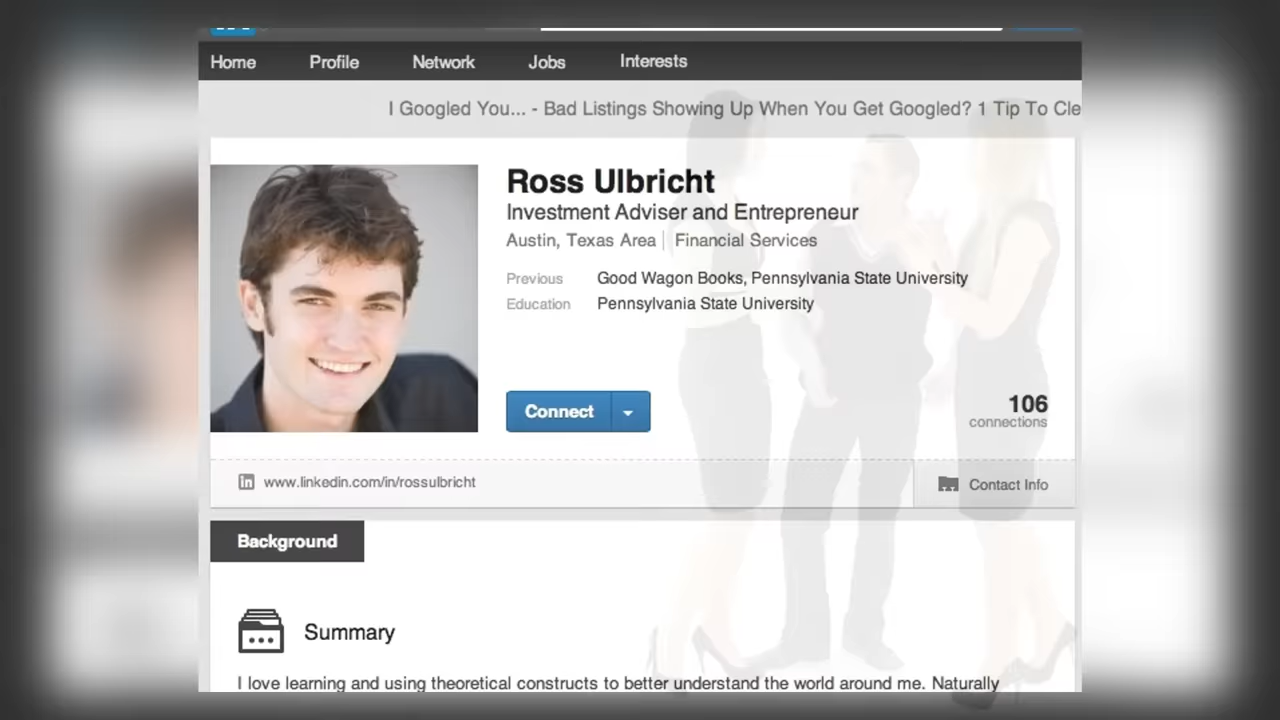 Home Profile Network Jobs Interests
I Googled You... - Bad Listings Showing Up When You Get Googled? 1 Tip To Cle
Ross Ulbricht
Investment Adviser and Entrepreneur
Austin, Texas Area | Financial Services
Previous Good Wagon Books, Pennsylvania State University
Education Pennsylvania State University
Connect
106
connections
in www.linkedin.com/in/rossulbricht
Contact Info
Background
Summary
I love learning and using theoretical constructs to better understand the world around me. Naturally